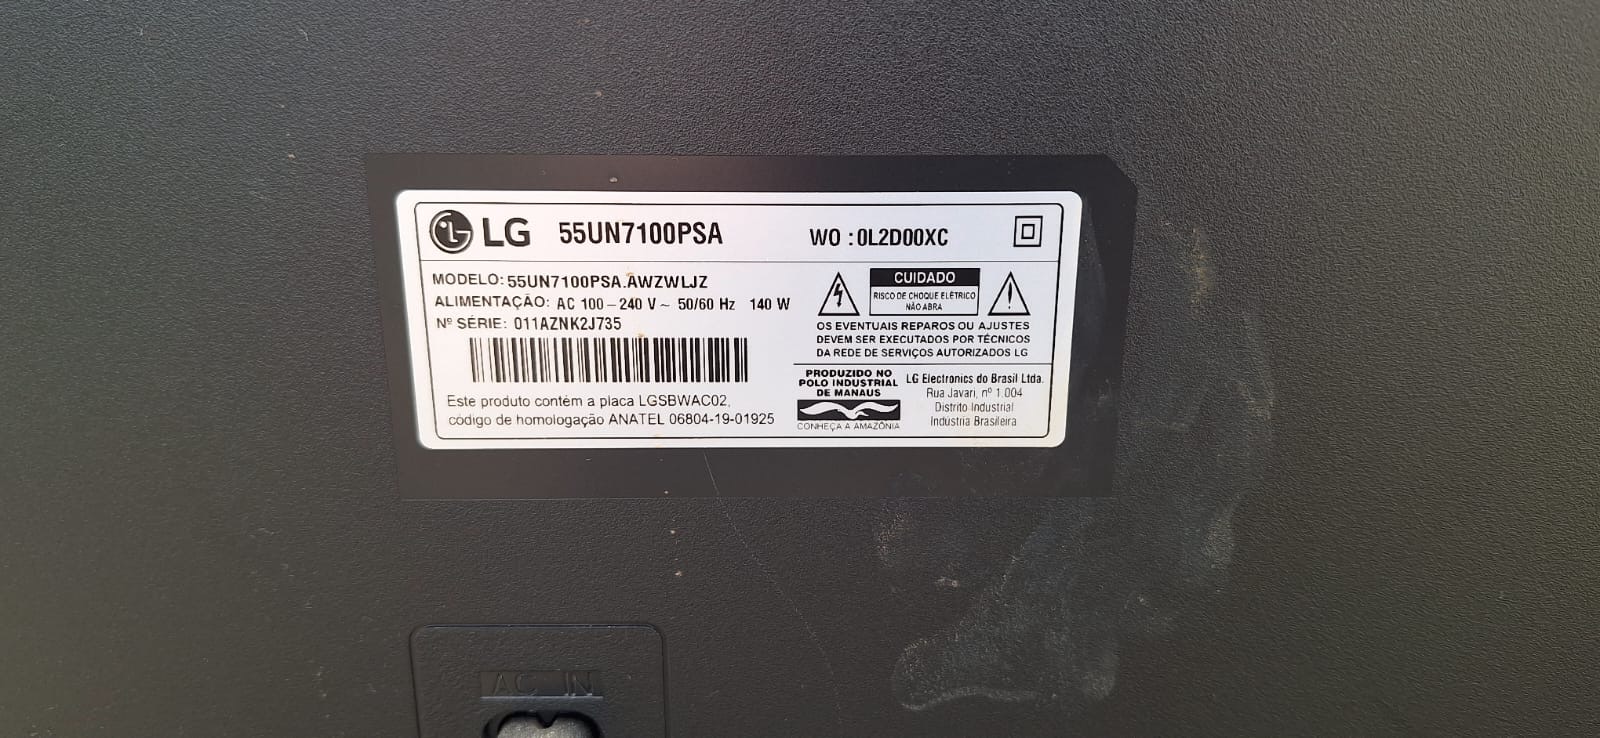 LG 55UN7100PSA WO : 0L2D00XC
MODELO: 55UN7100PSA.AWZWLJZ
ALIMENTAÇÃO: AC 100 – 240 V ~ 50/60 Hz 140 W
Nº SÉRIE: 011AZNK2J735
Este produto contém a placa LGSBWAC02,
código de homologação ANATEL 06804-19-01925
CUIDADO
RISCO DE CHOQUE ELÉTRICO
NÃO ABRA
OS EVENTUAIS REPAROS OU AJUSTES
DEVEM SER EXECUTADOS POR TÉCNICOS
DA REDE DE SERVIÇOS AUTORIZADOS LG
PRODUZIDO NO
POLO INDUSTRIAL
DE MANAUS
CONHEÇA A AMAZÔNIA
LG Electronics do Brasil Ltda.
Rua Javari, nº 1.004
Distrito Industrial
Indústria Brasileira
AC IN